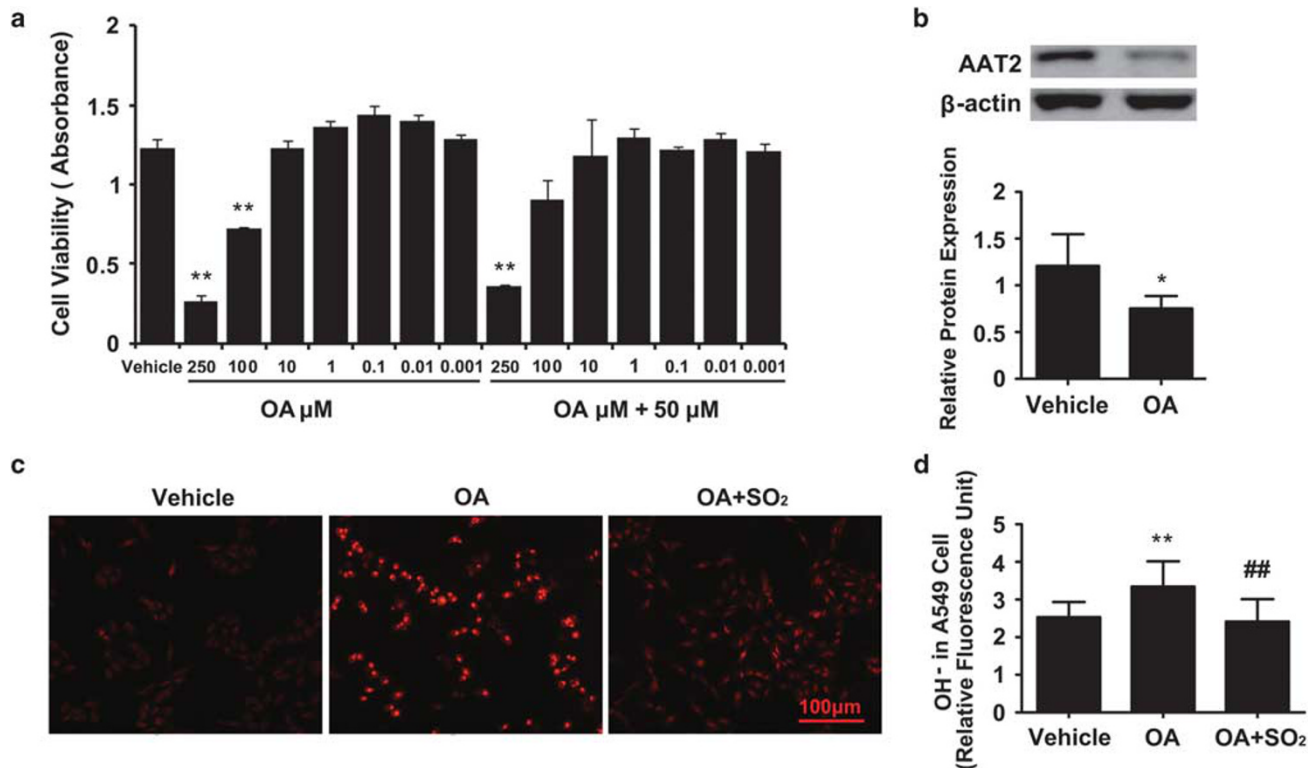 a
Cell Viability ( Absorbance)
2
1.5
1
0.5
0
**
**
**
Vehicle 250 100 10 1 0.1 0.01 0.001 250 100 10 1 0.1 0.01 0.001
OA µM
OA µM + 50 µM
b
AAT2
β-actin
Relative Protein Expression
2
1.5
1
0.5
0
*
Vehicle OA
c
Vehicle OA OA+SO₂
100µm
d
OH⁻ in A549 Cell
(Relative Fluorescence Unit)
5
4
3
2
1
0
**
##
Vehicle OA OA+SO₂